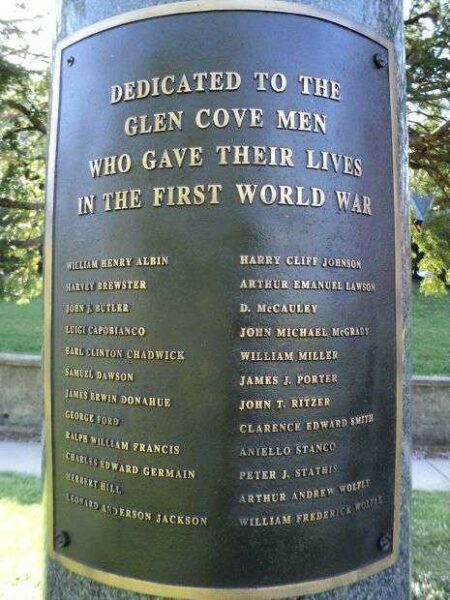 DEDICATED TO THE
GLEN COVE MEN
WHO GAVE THEIR LIVES
IN THE FIRST WORLD WAR
WILLIAM HENRY ALBIN
HARVEY BREWSTER
JOHN J. BUTLER
LUIGI CAPOBIANCO
EARL CLINTON CHADWICK
SAMUEL DAWSON
JAMES ERWIN DONAHUE
GEORGE FORD
RALPH WILLIAM FRANCIS
CHARLES EDWARD GERMAIN
HERBERT HILL
LEONARD ANDERSON JACKSON
HARRY CLIFF JOHNSON
ARTHUR EMANUEL LAWSON
D. McCAULEY
JOHN MICHAEL McGRADY
WILLIAM MILLER
JAMES J. PORTER
JOHN T. RITZER
CLARENCE EDWARD SMITH
ANIELLO STANCO
PETER J. STATHIS
ARTHUR ANDREW WOLFLE
WILLIAM FREDERICK WOLFLE